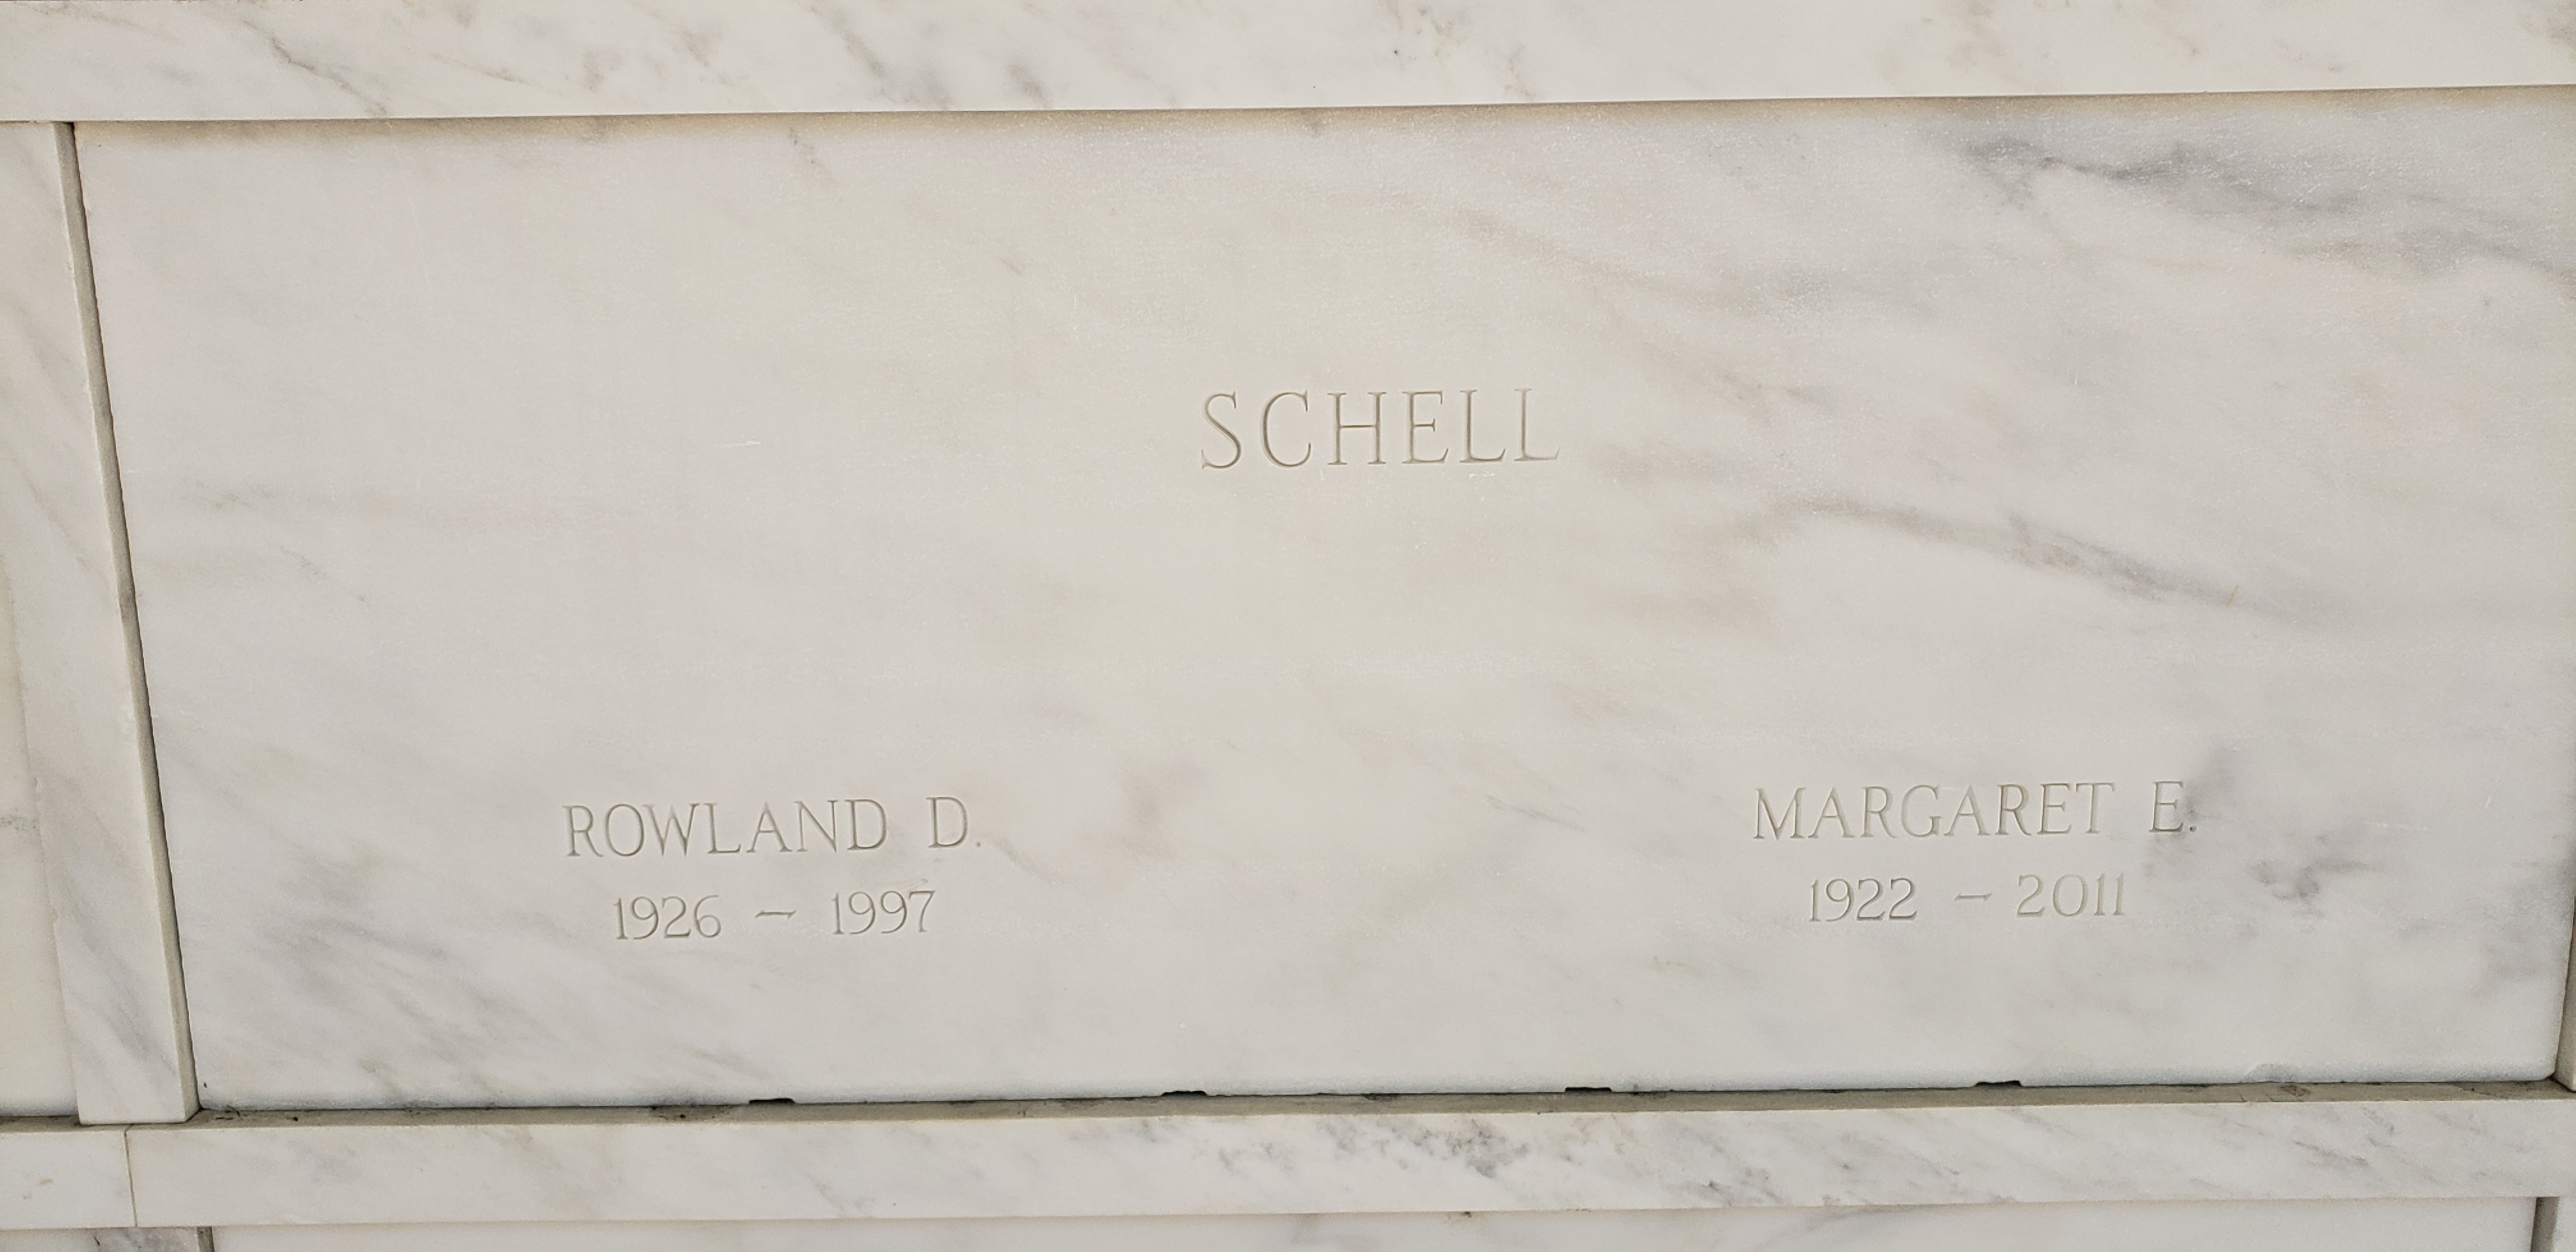 SCHELL
ROWLAND D.
1926 – 1997
MARGARET E.
1922 – 2011